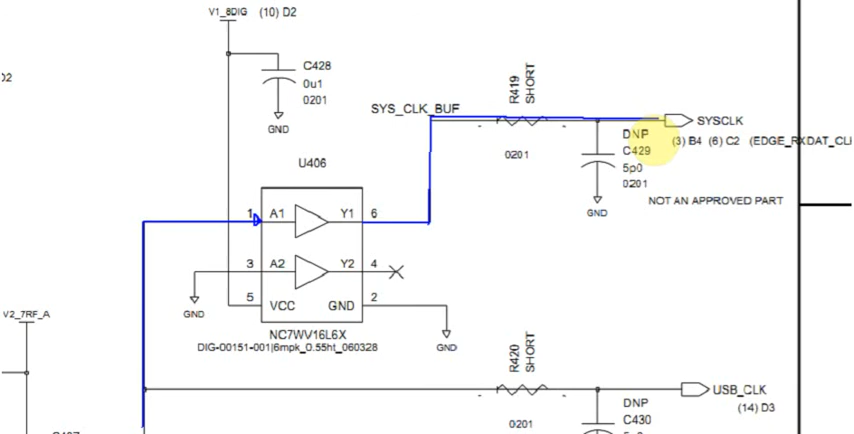 V1_8DIG (10) D2
C428
0u1
0201
GND
D2
SYS_CLK_BUF
R419
SHORT
0201
SYSCLK
(3) B4 (6) C2 (EDGE_RXDAT_CL
DNP
C429
5p0
0201
GND
NOT AN APPROVED PART
U406
1 A1 Y1 6
3 A2 Y2 4
5 VCC GND 2
GND
GND
NC7WV16L6X
DIG-00151-001|6mpk_0.55ht_060328
V2_7RF_A
R420
SHORT
0201
USB_CLK
(14) D3
DNP
C430